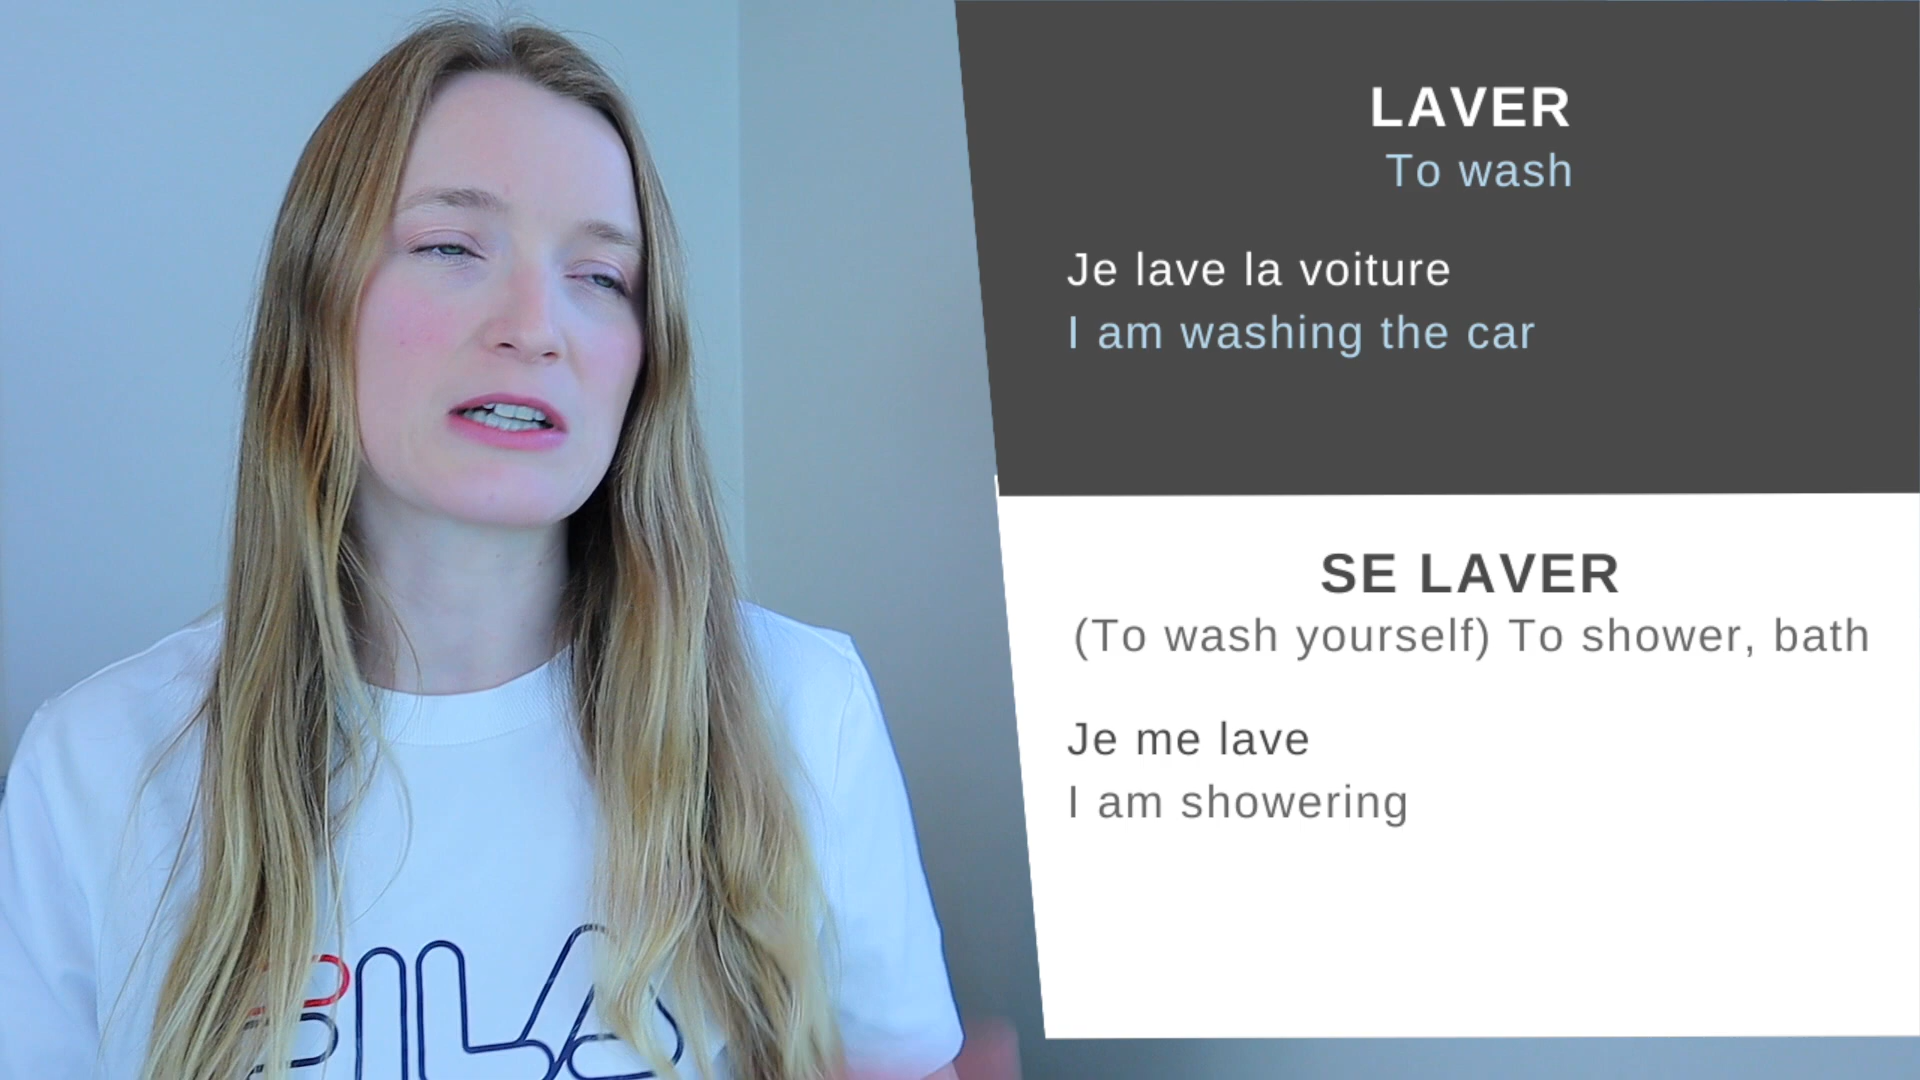 LAVER
To wash
Je lave la voiture
I am washing the car
SE LAVER
(To wash yourself) To shower, bath
Je me lave
I am showering
FILA